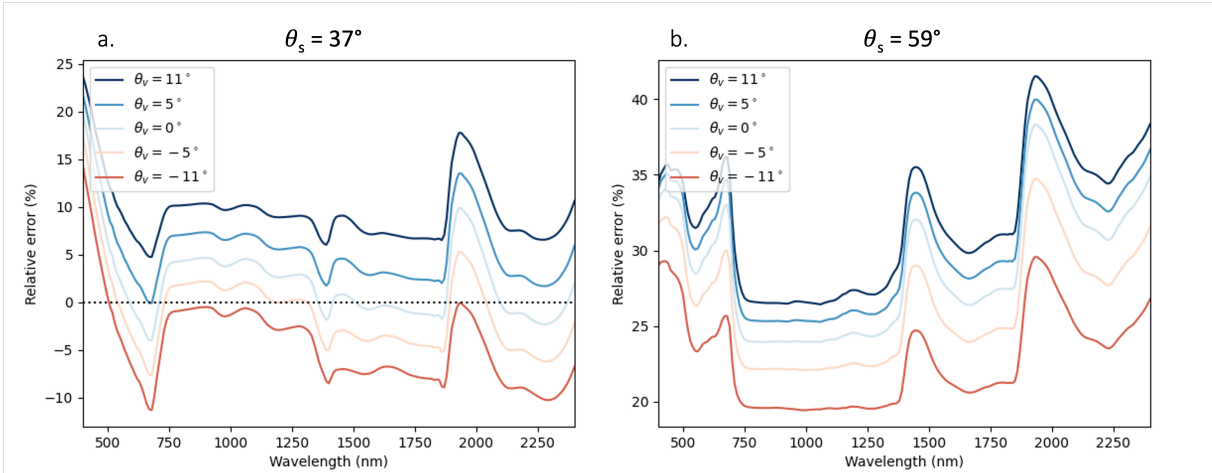 a.
θs = 37°
25
20
15
10
5
0
−5
−10
Relative error (%)
θv = 11°
θv = 5°
θv = 0°
θv = −5°
θv = −11°
500 750 1000 1250 1500 1750 2000 2250
Wavelength (nm)
b.
θs = 59°
40
35
30
25
20
Relative error (%)
θv = 11°
θv = 5°
θv = 0°
θv = −5°
θv = −11°
500 750 1000 1250 1500 1750 2000 2250
Wavelength (nm)